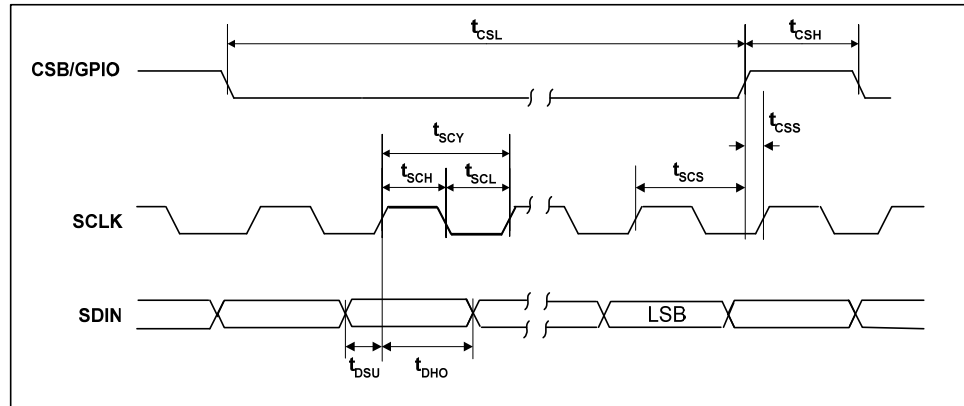 tCSL
tCSH
CSB/GPIO
tCSS
tSCY
tSCH
tSCL
tSCS
SCLK
SDIN
LSB
tDSU
tDHO